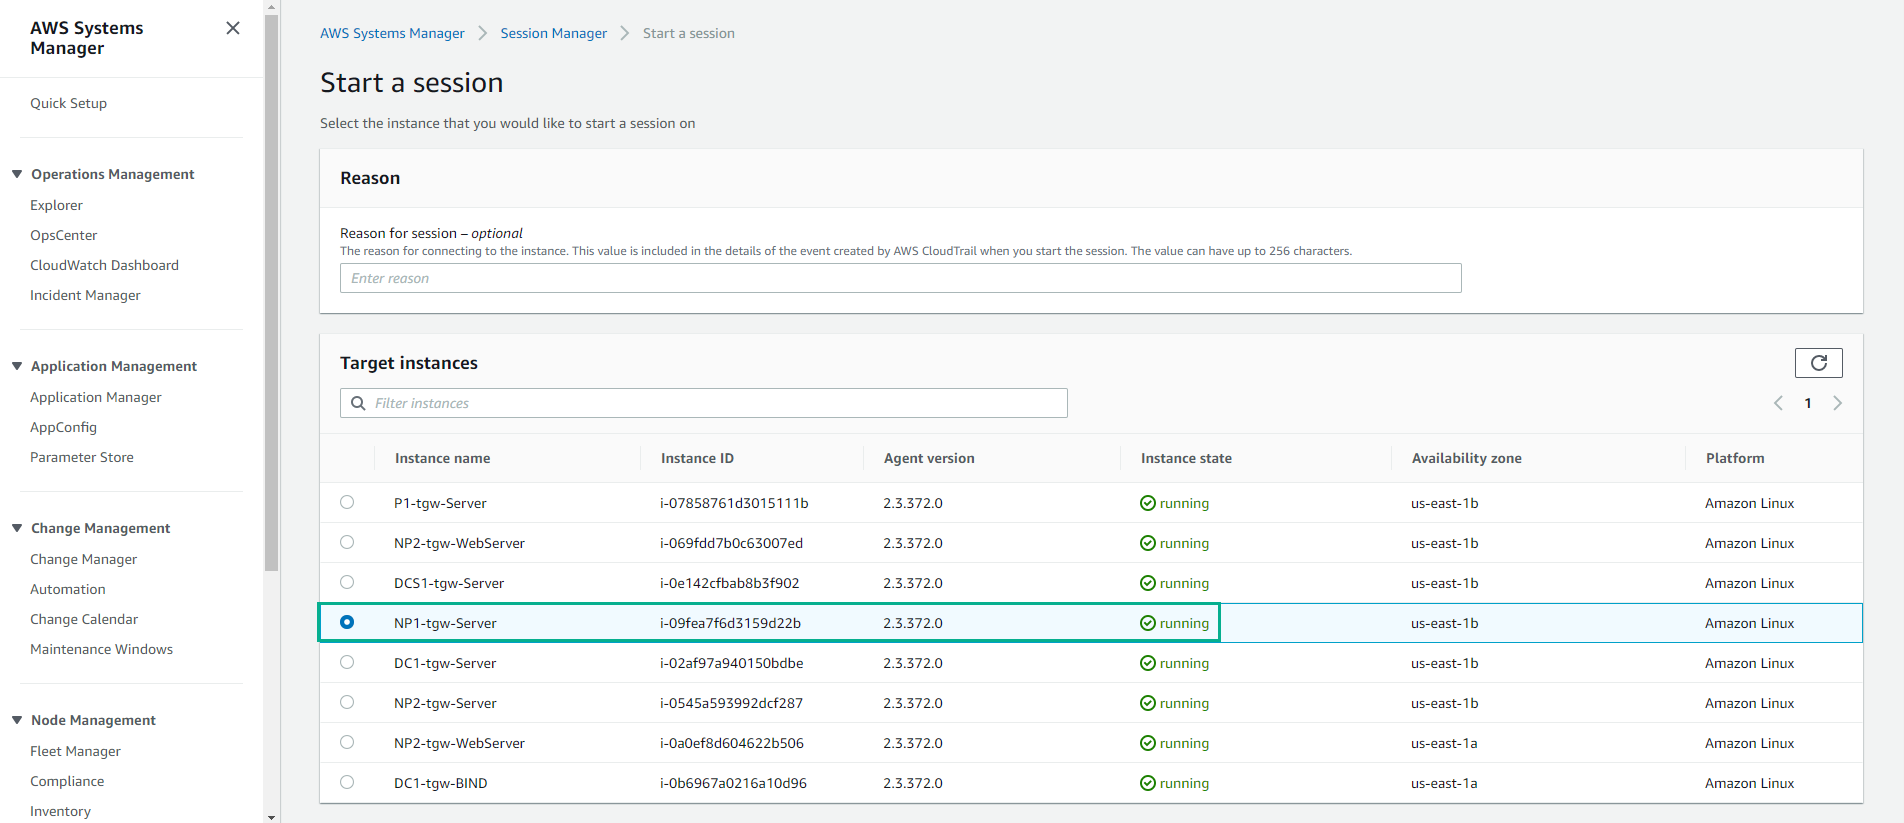 AWS Systems
Manager
Quick Setup
Operations Management
Explorer
OpsCenter
CloudWatch Dashboard
Incident Manager
Application Management
Application Manager
AppConfig
Parameter Store
Change Management
Change Manager
Automation
Change Calendar
Maintenance Windows
Node Management
Fleet Manager
Compliance
Inventory
AWS Systems Manager Session Manager Start a session
Start a session
Select the instance that you would like to start a session on
Reason
Reason for session – optional
The reason for connecting to the instance. This value is included in the details of the event created by AWS CloudTrail when you start the session. The value can have up to 256 characters.
Enter reason
Target instances
Filter instances
1
Instance name Instance ID Agent version Instance state Availability zone Platform
P1-tgw-Server i-07858761d3015111b 2.3.372.0 running us-east-1b Amazon Linux
NP2-tgw-WebServer i-069fdd7b0c63007ed 2.3.372.0 running us-east-1b Amazon Linux
DCS1-tgw-Server i-0e142cfbab8b3f902 2.3.372.0 running us-east-1b Amazon Linux
NP1-tgw-Server i-09fea7f6d3159d22b 2.3.372.0 running us-east-1b Amazon Linux
DC1-tgw-Server i-02af97a940150bdbe 2.3.372.0 running us-east-1b Amazon Linux
NP2-tgw-Server i-0545a593992dcf287 2.3.372.0 running us-east-1b Amazon Linux
NP2-tgw-WebServer i-0a0ef8d604622b506 2.3.372.0 running us-east-1a Amazon Linux
DC1-tgw-BIND i-0b6967a0216a10d96 2.3.372.0 running us-east-1a Amazon Linux